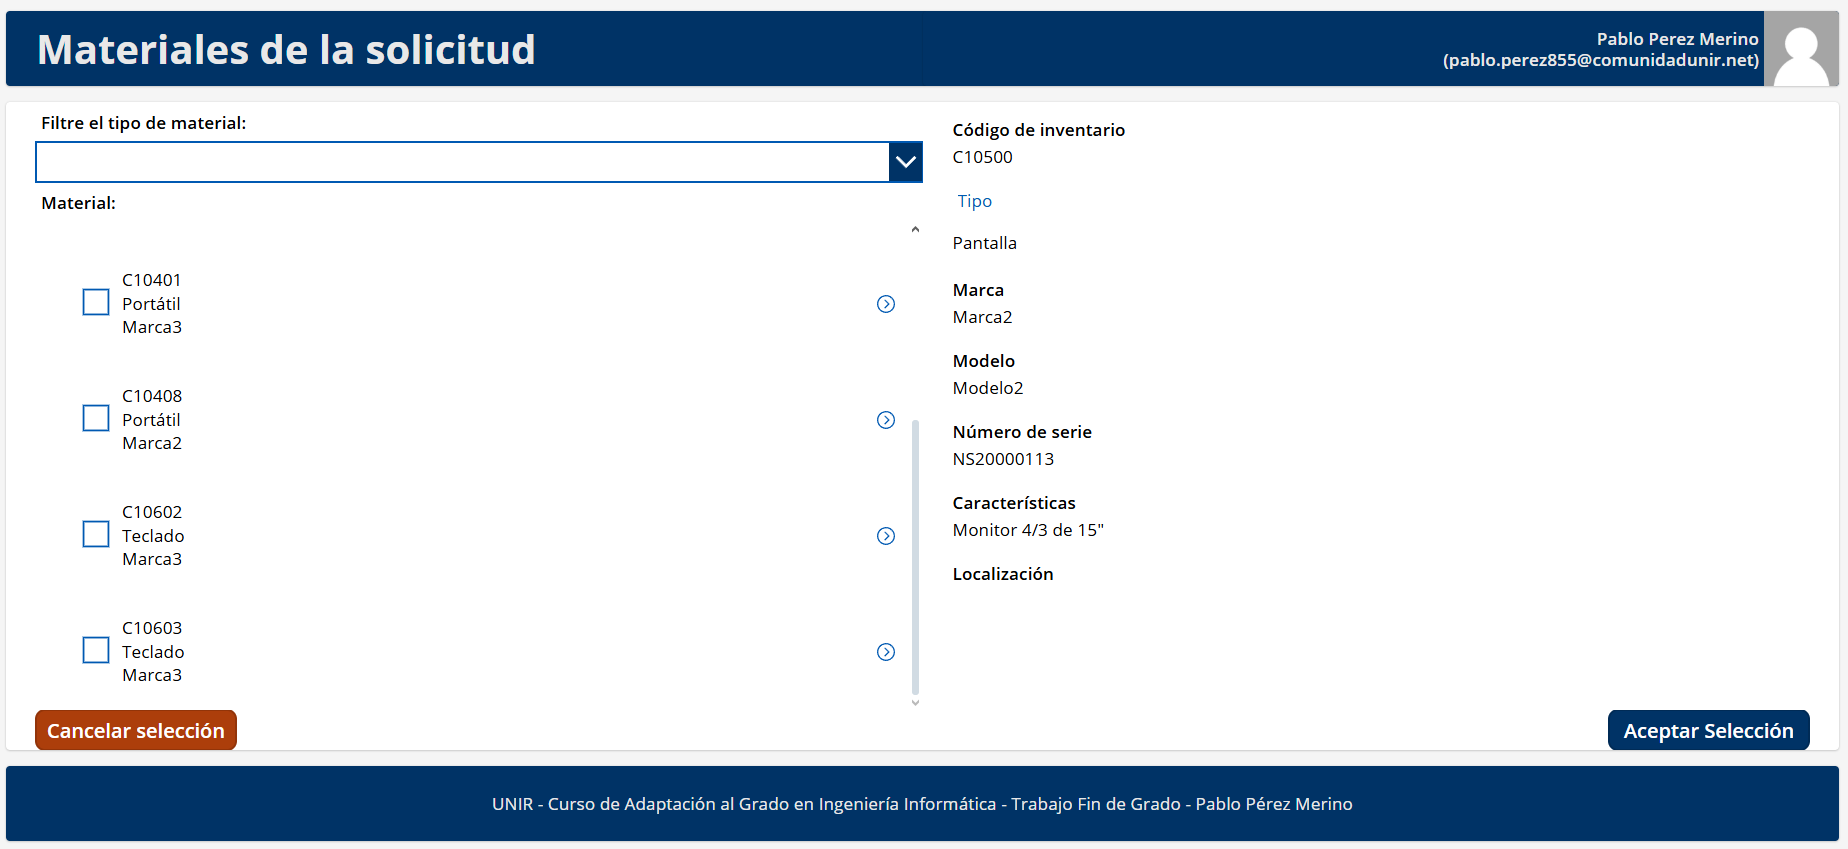 Materiales de la solicitud
Pablo Perez Merino
(pablo.perez855@comunidadunir.net)
Filtre el tipo de material:
Material:
C10401
Portátil
Marca3
C10408
Portátil
Marca2
C10602
Teclado
Marca3
C10603
Teclado
Marca3
Código de inventario
C10500
Tipo
Pantalla
Marca
Marca2
Modelo
Modelo2
Número de serie
NS20000113
Características
Monitor 4/3 de 15"
Localización
Cancelar selección
Aceptar Selección
UNIR - Curso de Adaptación al Grado en Ingeniería Informática - Trabajo Fin de Grado - Pablo Pérez Merino